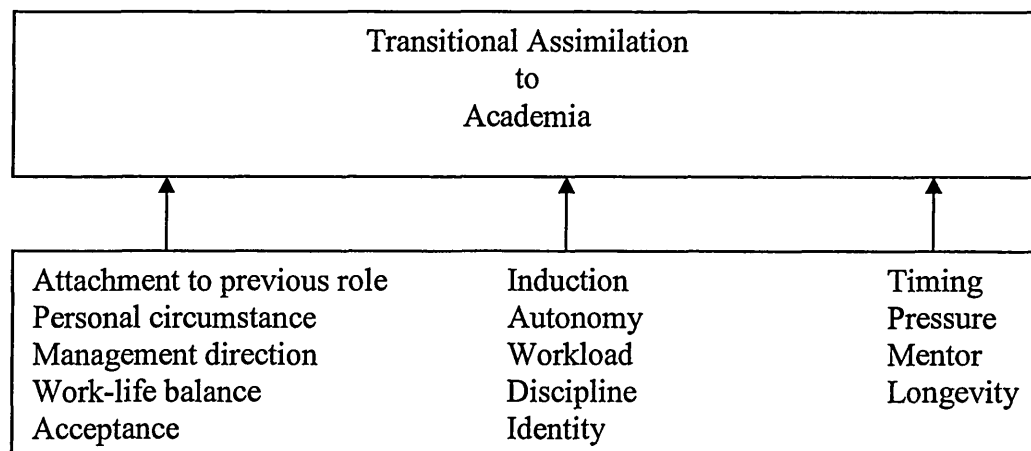 Transitional Assimilation
to
Academia
Attachment to previous role
Personal circumstance
Management direction
Work-life balance
Acceptance
Induction
Autonomy
Workload
Discipline
Identity
Timing
Pressure
Mentor
Longevity